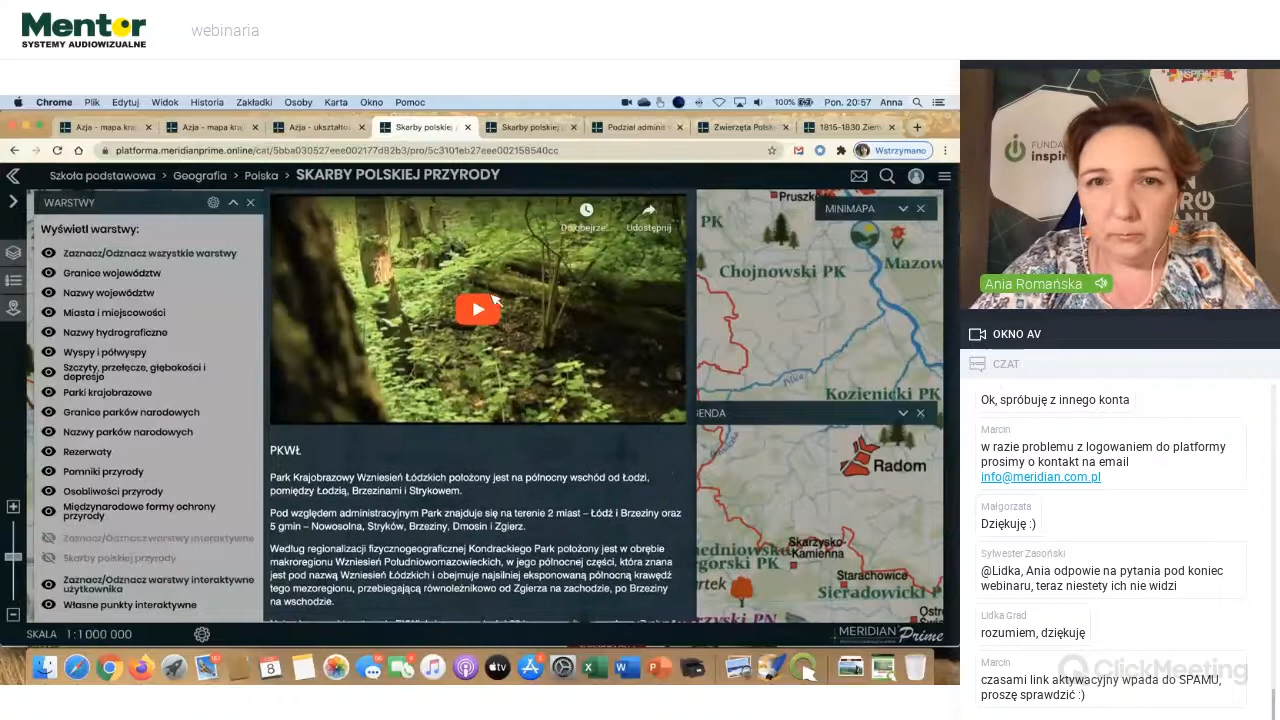 Mentor
SYSTEMY AUDIOWIZUALNE
webinaria
Chrome Plik Edytuj Widok Historia Zakładki Osoby Karta Okno Pomoc
100% Pon. 20:57 Anna
Azja - mapa kraj
Azja - mapa kraj
Azja - ukształtow
Skarby polskiej
Skarby polskiej
Podział adminis
Zwierzęta Polski
1815-1830 Ziem
platforma.meridianprime.online/cat/5bba030527eee002177d82b3/pro/5c3101eb27eee002158540cc
Wstrzymano
Szkoła podstawowa > Geografia > Polska > SKARBY POLSKIEJ PRZYRODY
WARSTWY
Wyświetl warstwy:
Zaznacz/Odznacz wszystkie warstwy
Granice województw
Nazwy województw
Miasta i miejscowości
Nazwy hydrograficzne
Wyspy i półwyspy
Szczyty, przełęcze, głębokości i
depresje
Parki krajobrazowe
Granice parków narodowych
Nazwy parków narodowych
Rezerwaty
Pomniki przyrody
Osobliwości przyrody
Międzynarodowe formy ochrony
przyrody
Zaznacz/Odznacz warstwy interaktywne
Skarby polskiej przyrody
Zaznacz/Odznacz warstwy interaktywne
użytkownika
Własne punkty interaktywne
SKALA 1:1 000 000
Do obejrze...
Udostępnij
PKWŁ
Park Krajobrazowy Wzniesień Łódzkich położony jest na północny wschód od Łodzi,
pomiędzy Łodzią, Brzezinami i Strykowem.
Pod względem administracyjnym Park znajduje się na terenie 2 miast – Łódź i Brzeziny oraz
5 gmin – Nowosolna, Stryków, Brzeziny, Dmosin i Zgierz.
Według regionalizacji fizycznogeograficznej Kondrackiego Park położony jest w obrębie
makroregionu Wzniesień Południowomazowieckich, w jego północnej części, która znana
jest pod nazwą Wzniesień Łódzkich i obejmuje najsilniej eksponowaną północną krawędź
tego mezoregionu, przebiegającą równoleżnikowo od Zgierza na zachodzie, po Brzeziny
na wschodzie.
Pruszk
MINIMAPA
PK
Chojnowski PK
Mazow
Pilica
Kozienicki PK
GENDA
Radom
Skarżysko-
Kamienna
Starachowice
Sieradowicki P
Ostro
MERIDIAN
Prime
FUNDA
inspir
Ania Romańska
OKNO AV
CZAT
Ok, spróbuję z innego konta
Marcin
w razie problemu z logowaniem do platformy
prosimy o kontakt na email
info@meridian.com.pl
Małgorzata
Dziękuję :)
Sylwester Zasoński
@Lidka, Ania odpowie na pytania pod koniec
webinaru, teraz niestety ich nie widzi
Lidka Grad
rozumiem, dziękuję
Marcin
czasami link aktywacyjny wpada do SPAMU,
proszę sprawdzić :)
ClickMeeting